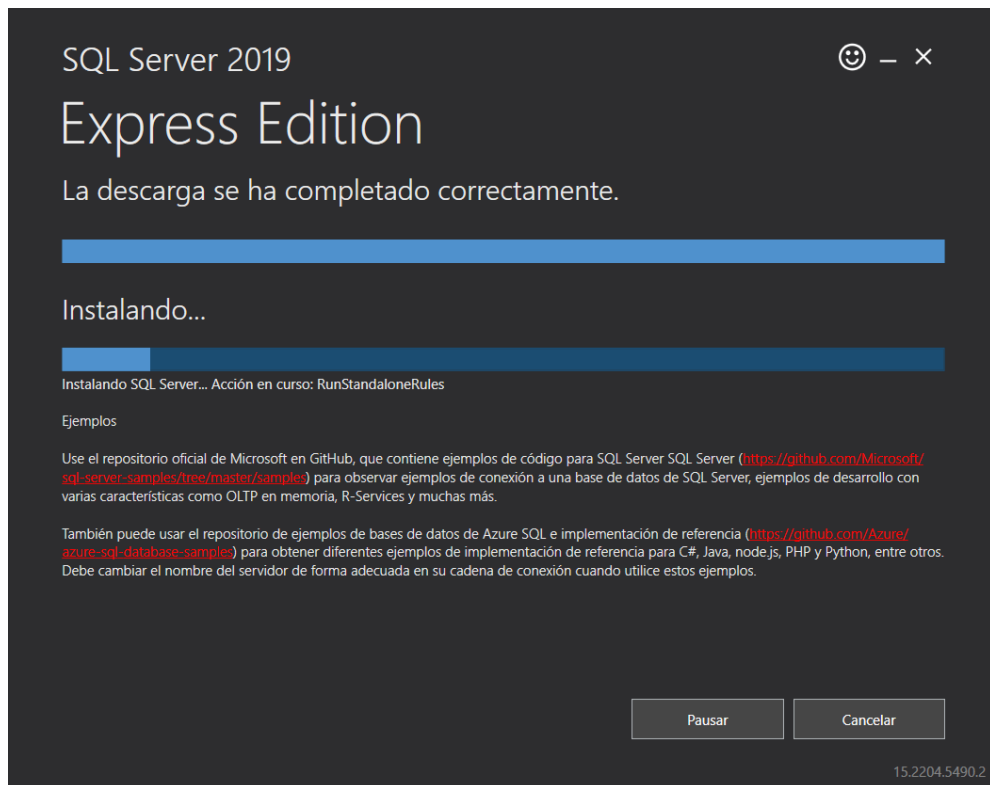 SQL Server 2019
Express Edition
La descarga se ha completado correctamente.
Instalando...
Instalando SQL Server... Acción en curso: RunStandaloneRules
Ejemplos
Use el repositorio oficial de Microsoft en GitHub, que contiene ejemplos de código para SQL Server SQL Server (https://github.com/Microsoft/
sql-server-samples/tree/master/samples) para observar ejemplos de conexión a una base de datos de SQL Server, ejemplos de desarrollo con
varias características como OLTP en memoria, R-Services y muchas más.
También puede usar el repositorio de ejemplos de bases de datos de Azure SQL e implementación de referencia (https://github.com/Azure/
azure-sql-database-samples) para obtener diferentes ejemplos de implementación de referencia para C#, Java, node.js, PHP y Python, entre otros.
Debe cambiar el nombre del servidor de forma adecuada en su cadena de conexión cuando utilice estos ejemplos.
Pausar
Cancelar
15.2204.5490.2